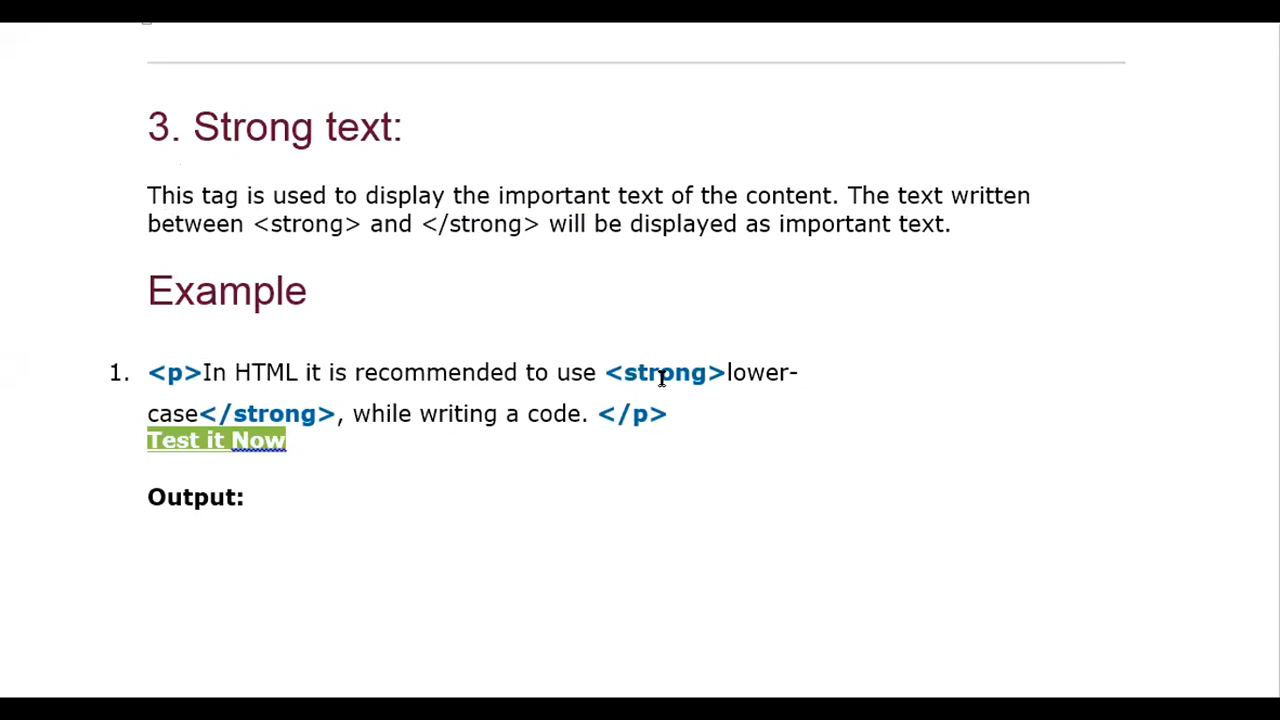 3. Strong text:
This tag is used to display the important text of the content. The text written
between <strong> and </strong> will be displayed as important text.
Example
1. <p>In HTML it is recommended to use <strong>lower-
case</strong>, while writing a code. </p>
Test it Now
Output: